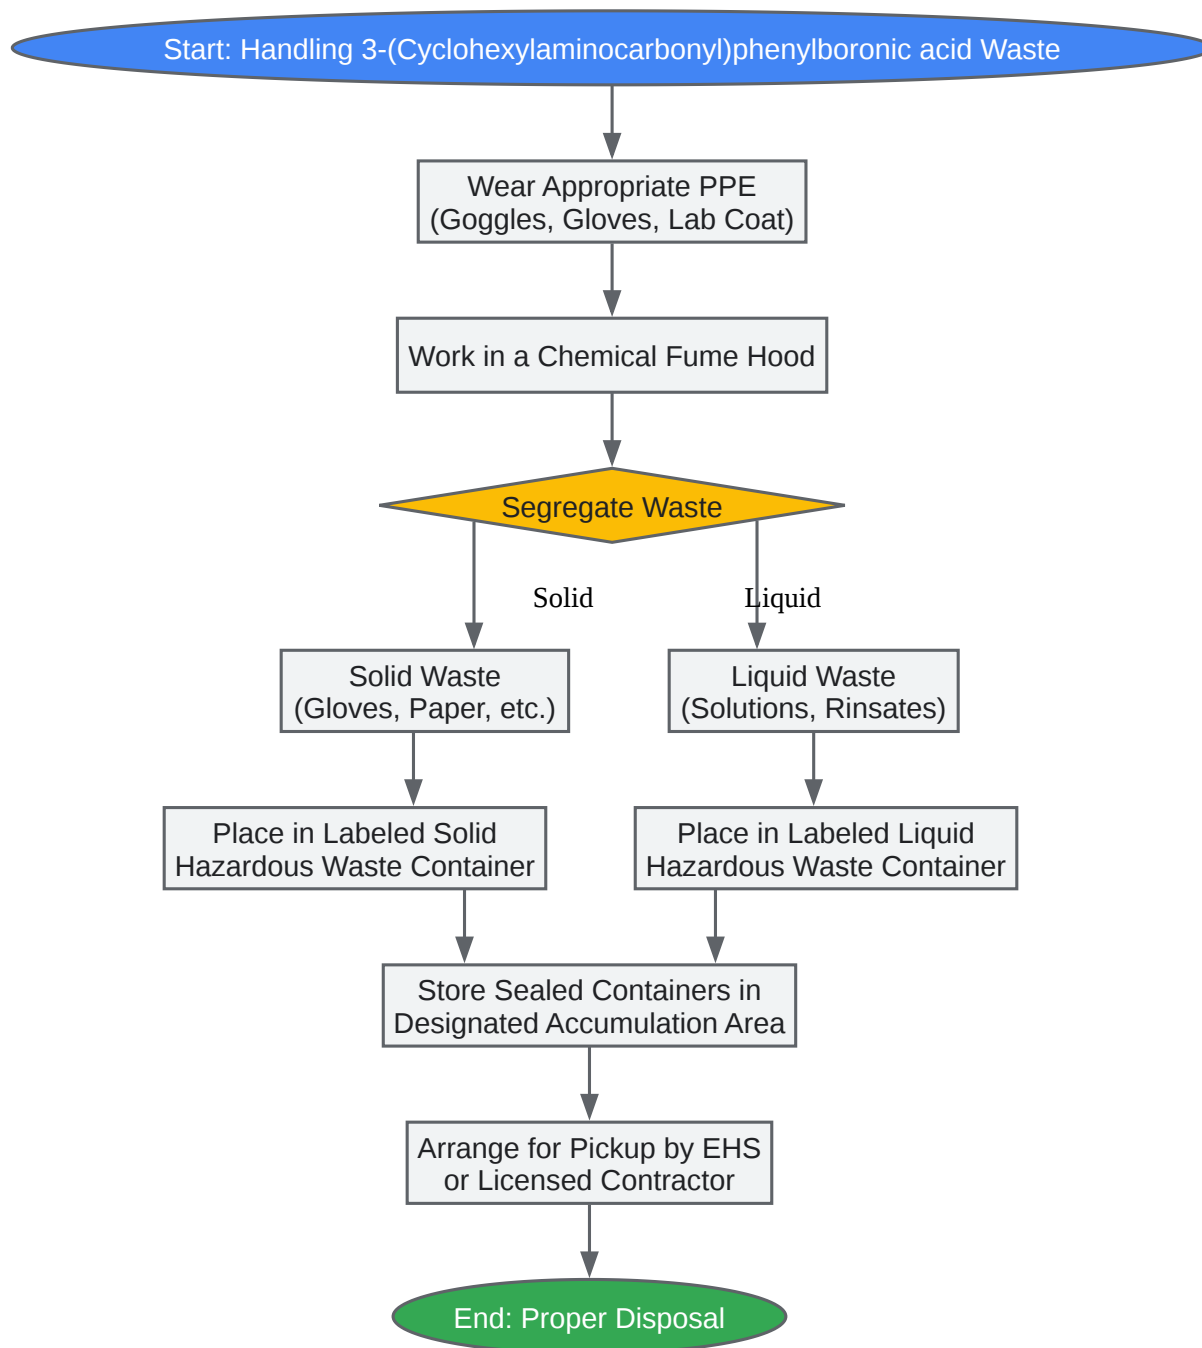 Start: Handling 3-(Cyclohexylaminocarbonyl)phenylboronic acid Waste
Wear Appropriate PPE
(Goggles, Gloves, Lab Coat)
Work in a Chemical Fume Hood
Segregate Waste
Solid
Liquid
Solid Waste
(Gloves, Paper, etc.)
Liquid Waste
(Solutions, Rinsates)
Place in Labeled Solid
Hazardous Waste Container
Place in Labeled Liquid
Hazardous Waste Container
Store Sealed Containers in
Designated Accumulation Area
Arrange for Pickup by EHS
or Licensed Contractor
End: Proper Disposal